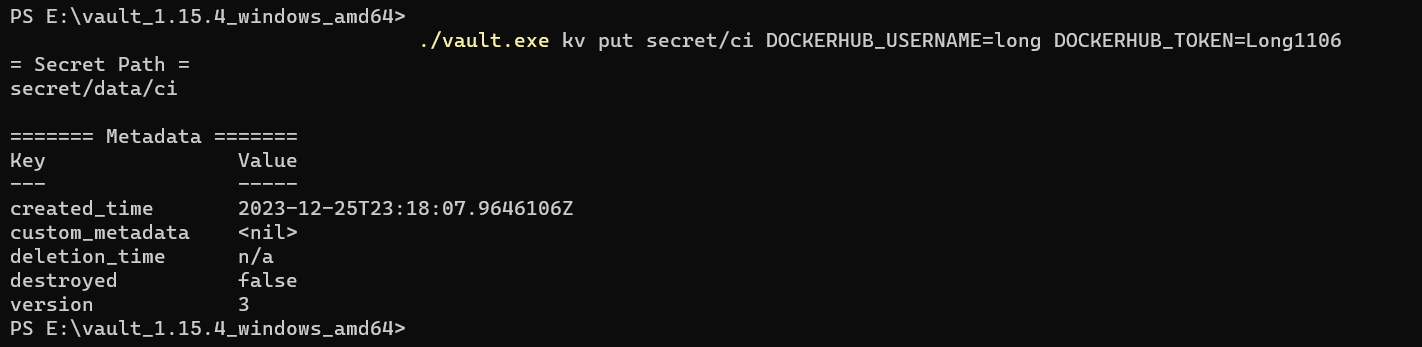 PS E:\vault_1.15.4_windows_amd64>
./vault.exe kv put secret/ci DOCKERHUB_USERNAME=long DOCKERHUB_TOKEN=Long1106
= Secret Path =
secret/data/ci
======= Metadata =======
Key Value
--- -----
created_time 2023-12-25T23:18:07.9646106Z
custom_metadata <nil>
deletion_time n/a
destroyed false
version 3
PS E:\vault_1.15.4_windows_amd64>